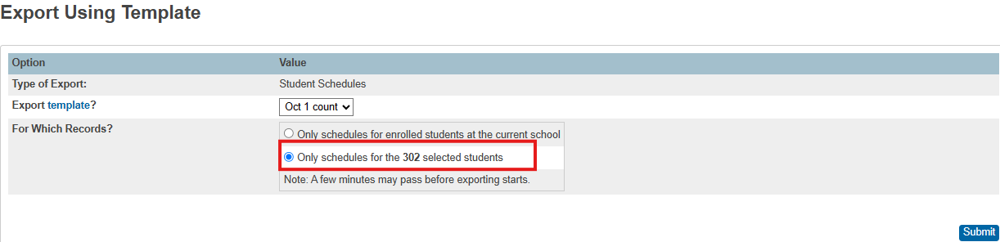 Export Using Template
Option Value
Type of Export: Student Schedules
Export template? Oct 1 count
For Which Records? Only schedules for enrolled students at the current school
Only schedules for the 302 selected students
Note: A few minutes may pass before exporting starts.
Submit